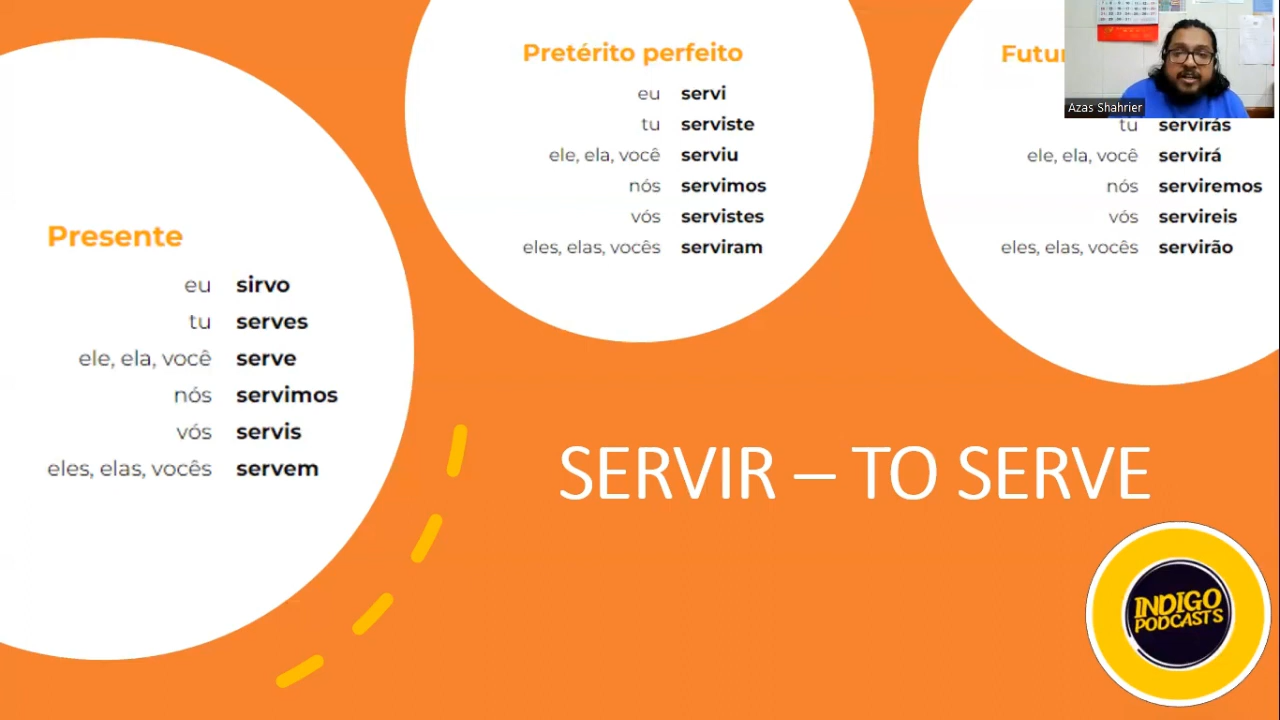 Presente
eu sirvo
tu serves
ele, ela, você serve
nós servimos
vós servis
eles, elas, vocês servem
Pretérito perfeito
eu servi
tu serviste
ele, ela, você serviu
nós servimos
vós servistes
eles, elas, vocês serviram
Futur
tu servirás
ele, ela, você servirá
nós serviremos
vós servireis
eles, elas, vocês servirão
Azas Shahrier
SERVIR – TO SERVE
INDIGO
PODCASTS